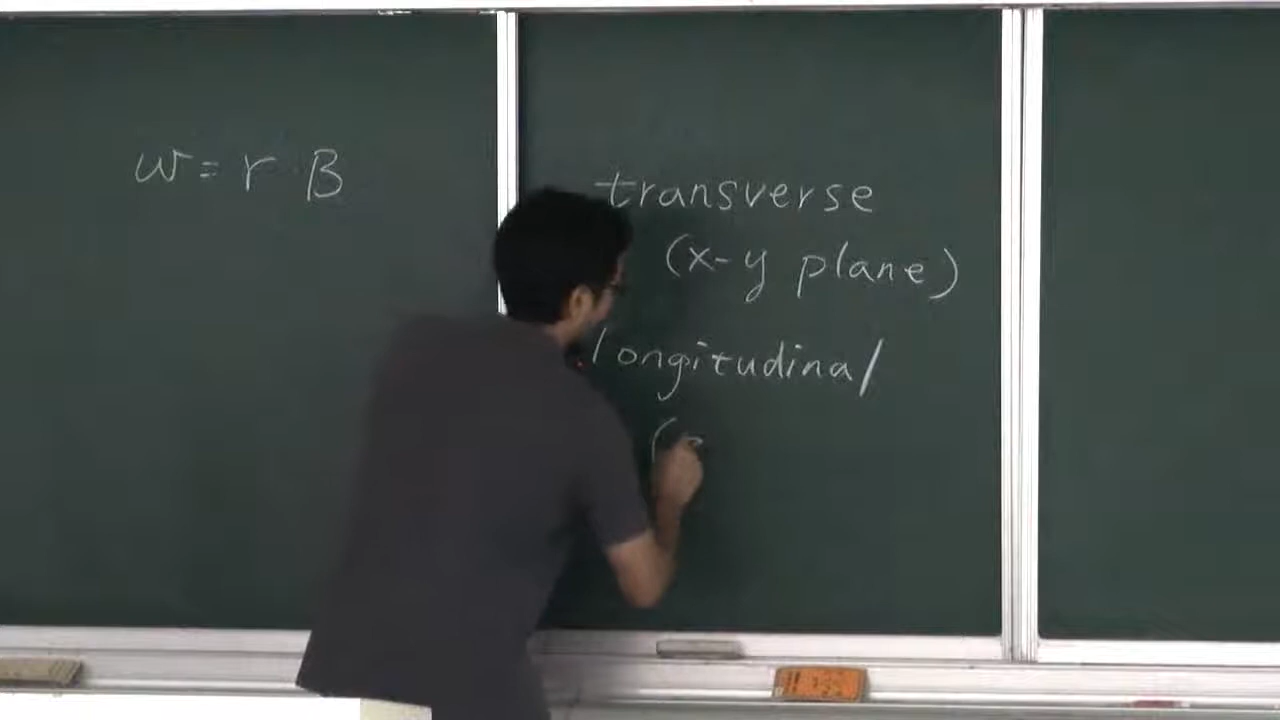 w = r B
transverse
(x-y plane)
longitudinal
(